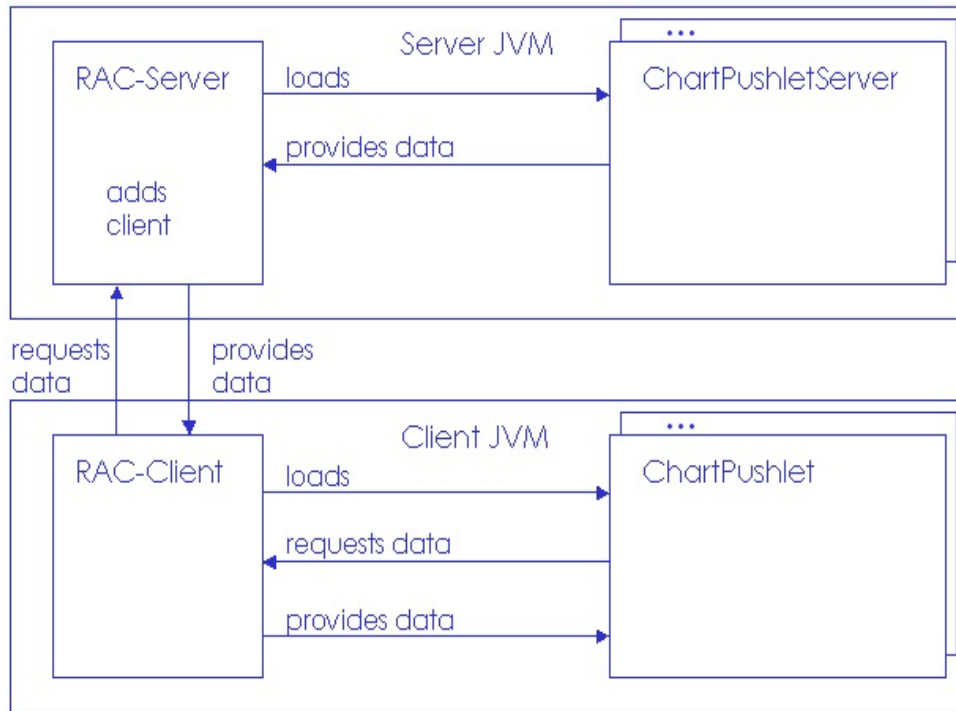 ...
Server JVM
RAC-Server
ChartPushletServer
loads
provides data
adds
client
requests
data
provides
data
...
Client JVM
RAC-Client
ChartPushlet
loads
requests data
provides data